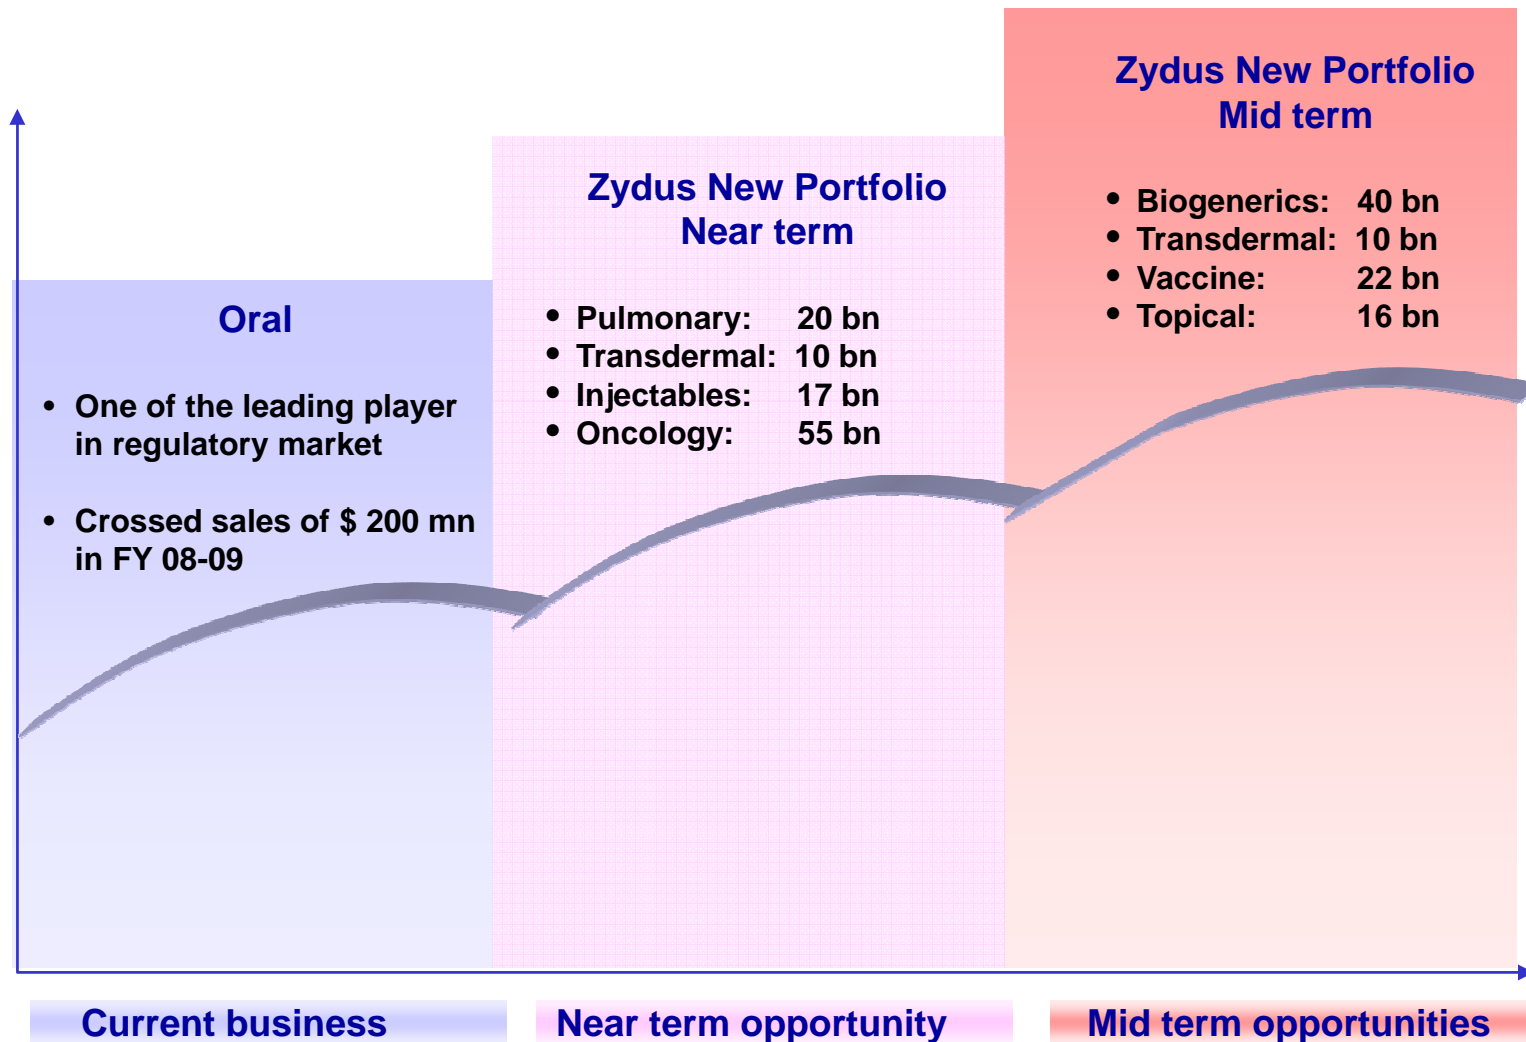 Oral
• One of the leading player
in regulatory market
• Crossed sales of $ 200 mn
in FY 08-09
Zydus New Portfolio
Near term
• Pulmonary: 20 bn
• Transdermal: 10 bn
• Injectables: 17 bn
• Oncology: 55 bn
Zydus New Portfolio
Mid term
• Biogenerics: 40 bn
• Transdermal: 10 bn
• Vaccine: 22 bn
• Topical: 16 bn
Current business
Near term opportunity
Mid term opportunities